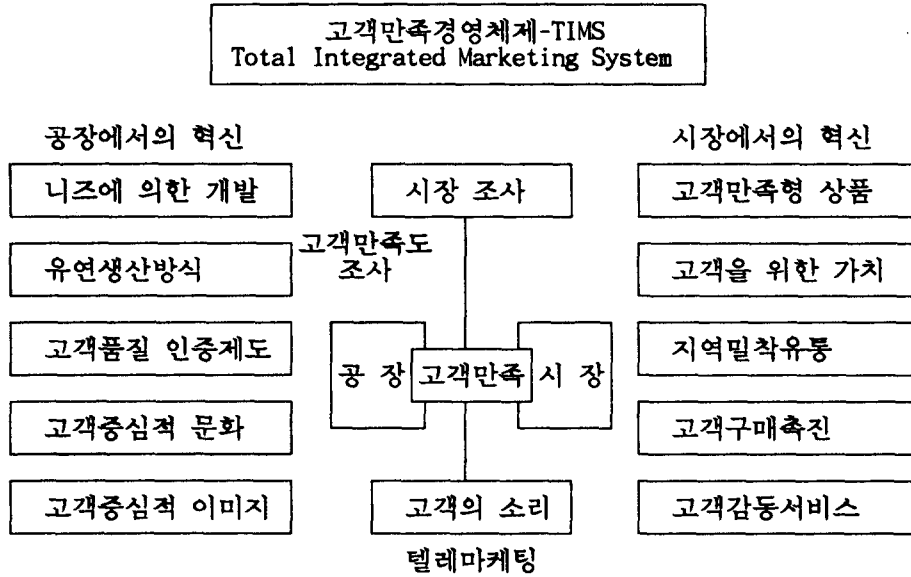 고객만족경영체제-TIMS
Total Integrated Marketing System
공장에서의 혁신
니즈에 의한 개발
유연생산방식
고객품질 인증제도
고객중심적 문화
고객중심적 이미지
시장 조사
고객만족도
조사
공 장
고객만족
시 장
고객의 소리
텔레마케팅
시장에서의 혁신
고객만족형 상품
고객을 위한 가치
지역밀착유통
고객구매촉진
고객감동서비스